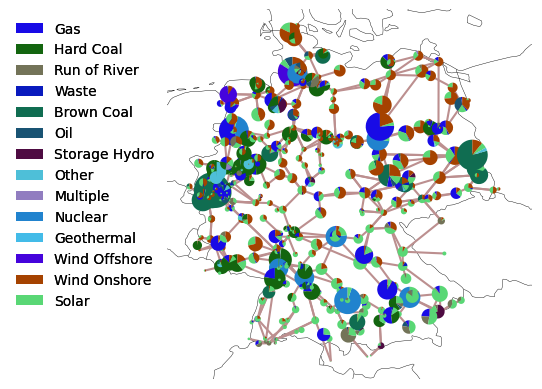 Gas
Hard Coal
Run of River
Waste
Brown Coal
Oil
Storage Hydro
Other
Multiple
Nuclear
Geothermal
Wind Offshore
Wind Onshore
Solar